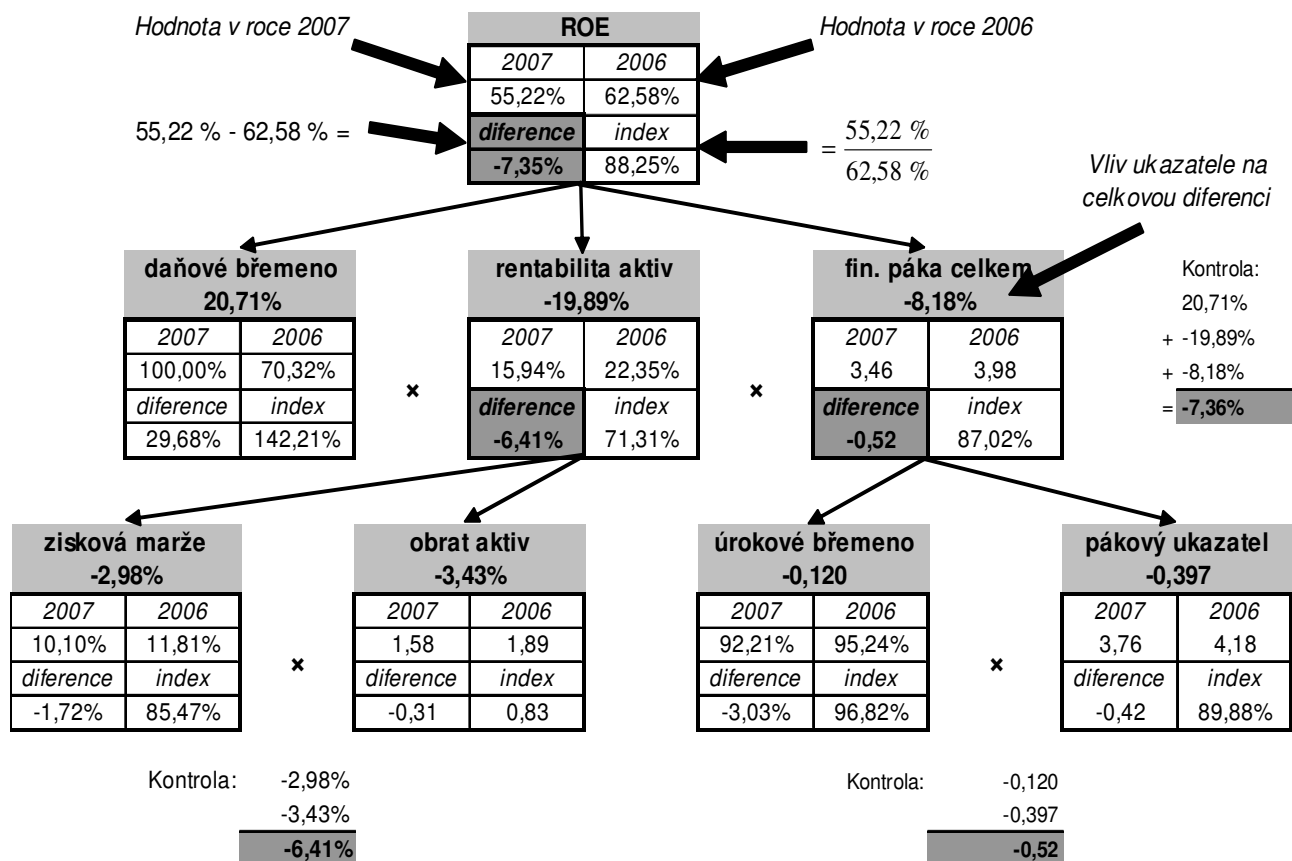 Hodnota v roce 2007
ROE
Hodnota v roce 2006
2007 2006
55,22% 62,58%
55,22 % - 62,58 % =
diference index
-7,35% 88,25%
= 55,22 %
62,58 %
Vliv ukazatele na
celkovou diferenci
daňové břemeno
20,71%
2007 2006
100,00% 70,32%
diference index
29,68% 142,21%
×
rentabilita aktiv
-19,89%
2007 2006
15,94% 22,35%
diference index
-6,41% 71,31%
×
fin. páka celkem
-8,18%
2007 2006
3,46 3,98
diference index
-0,52 87,02%
Kontrola:
20,71%
+ -19,89%
+ -8,18%
= -7,36%
zisková marže
-2,98%
2007 2006
10,10% 11,81%
diference index
-1,72% 85,47%
×
obrat aktiv
-3,43%
2007 2006
1,58 1,89
diference index
-0,31 0,83
úrokové břemeno
-0,120
2007 2006
92,21% 95,24%
diference index
-3,03% 96,82%
×
pákový ukazatel
-0,397
2007 2006
3,76 4,18
diference index
-0,42 89,88%
Kontrola: -2,98%
-3,43%
-6,41%
Kontrola: -0,120
-0,397
-0,52